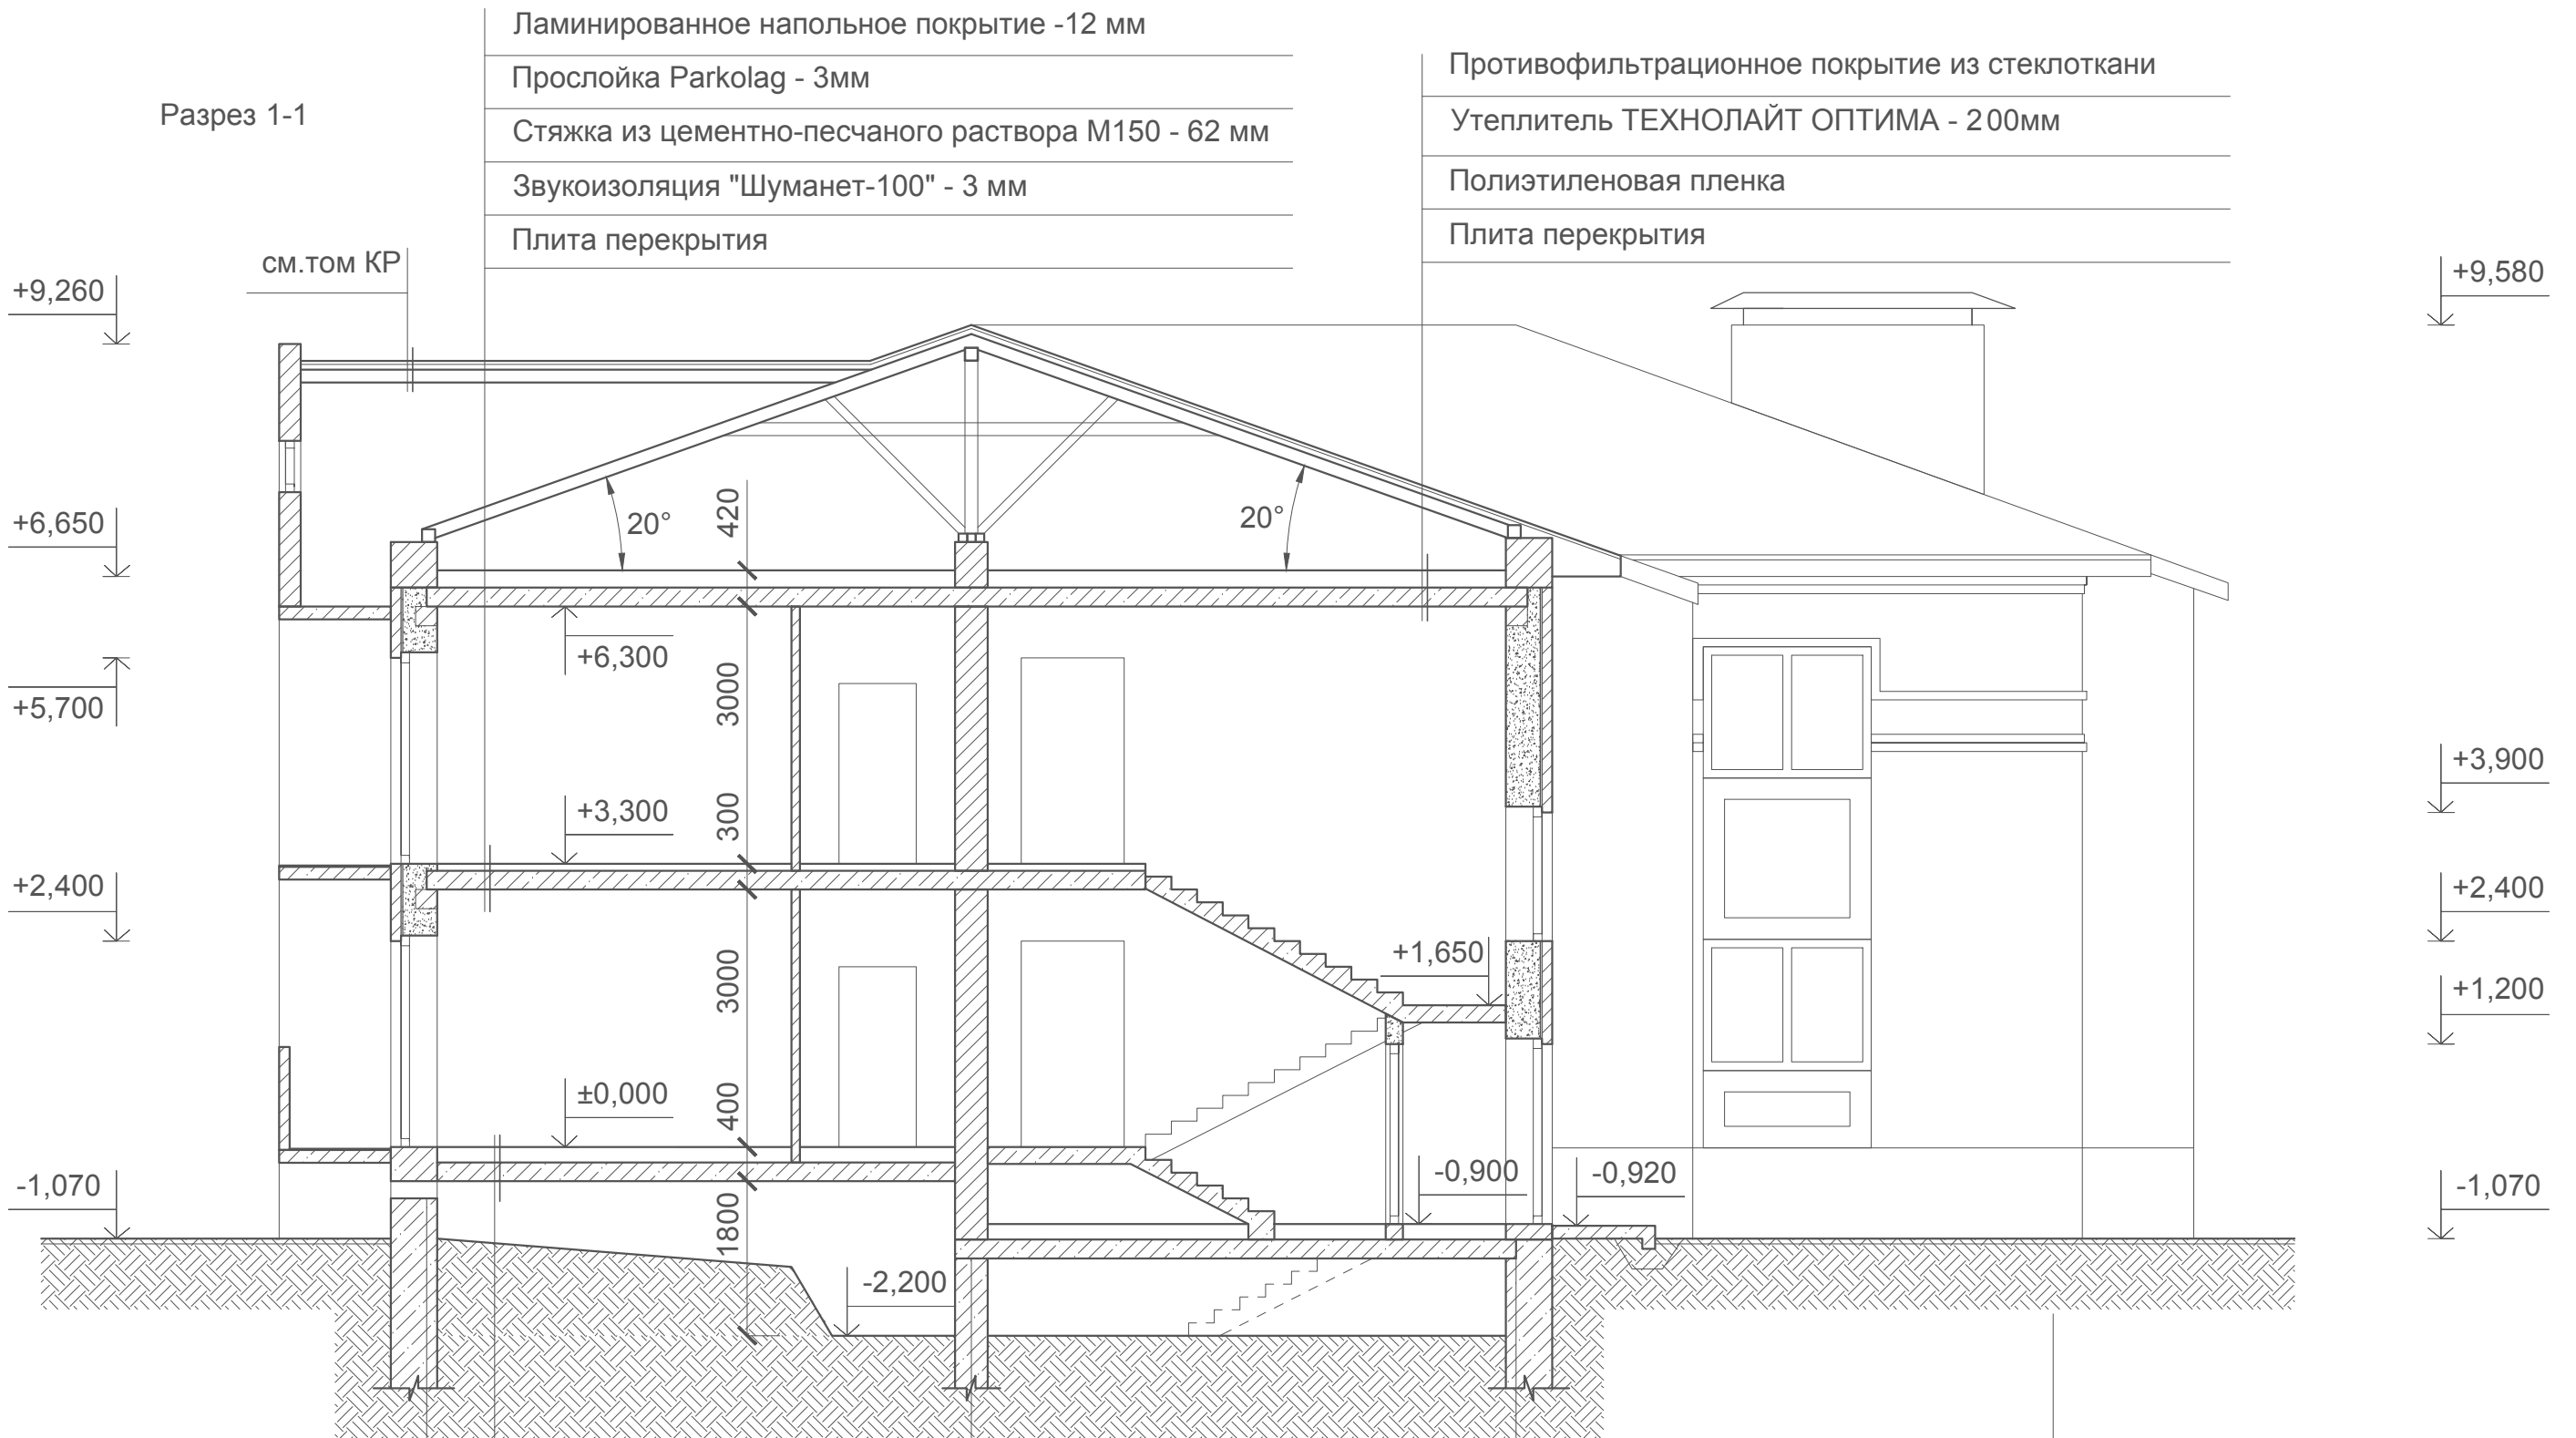 Ламинированное напольное покрытие -12 мм
Прослойка Parkolag - 3мм
Стяжка из цементно-песчаного раствора М150 - 62 мм
Звукоизоляция "Шуманет-100" - 3 мм
Плита перекрытия
Противофильтрационное покрытие из стеклоткани
Утеплитель ТЕХНОЛАЙТ ОПТИМА - 200мм
Полиэтиленовая пленка
Плита перекрытия
Разрез 1-1
см.том КР
+9,260
+9,580
+6,650
20°
420
20°
+6,300
+5,700
3000
+3,900
+3,300
300
+2,400
+2,400
+1,650
3000
+1,200
±0,000
400
-1,070
-0,900
-0,920
-1,070
1800
-2,200